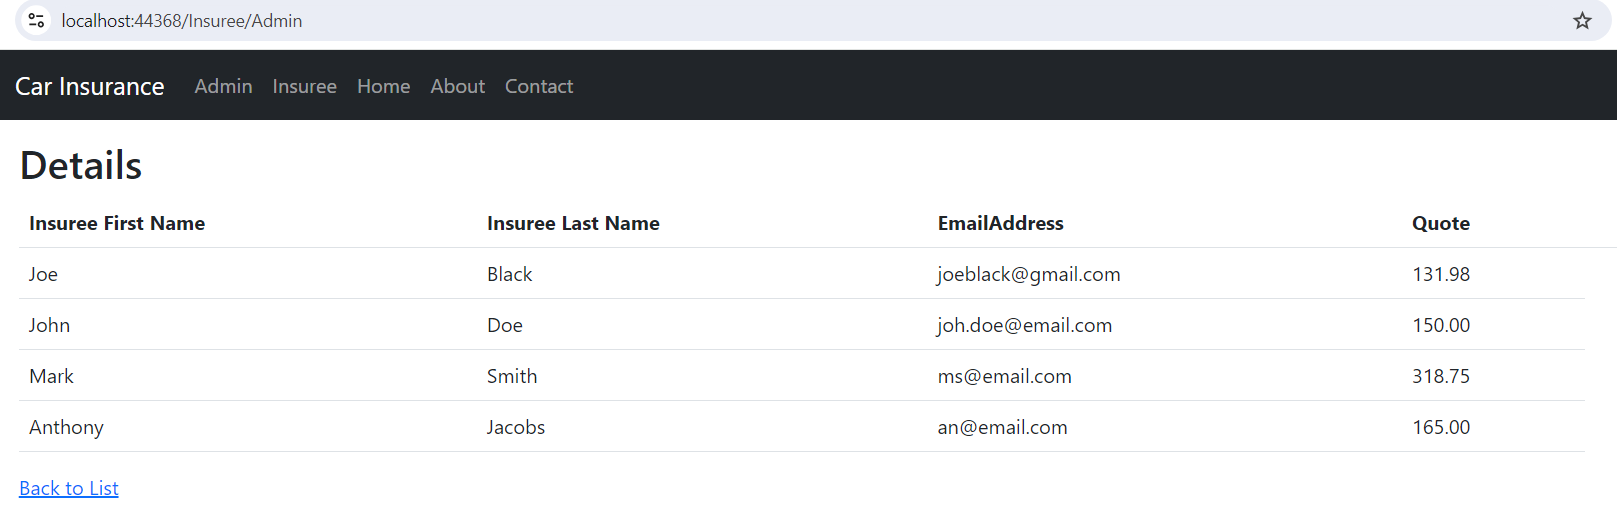 localhost:44368/Insuree/Admin
Car Insurance Admin Insuree Home About Contact
Details
Insuree First Name Insuree Last Name EmailAddress Quote
Joe Black joeblack@gmail.com 131.98
John Doe joh.doe@email.com 150.00
Mark Smith ms@email.com 318.75
Anthony Jacobs an@email.com 165.00
Back to List